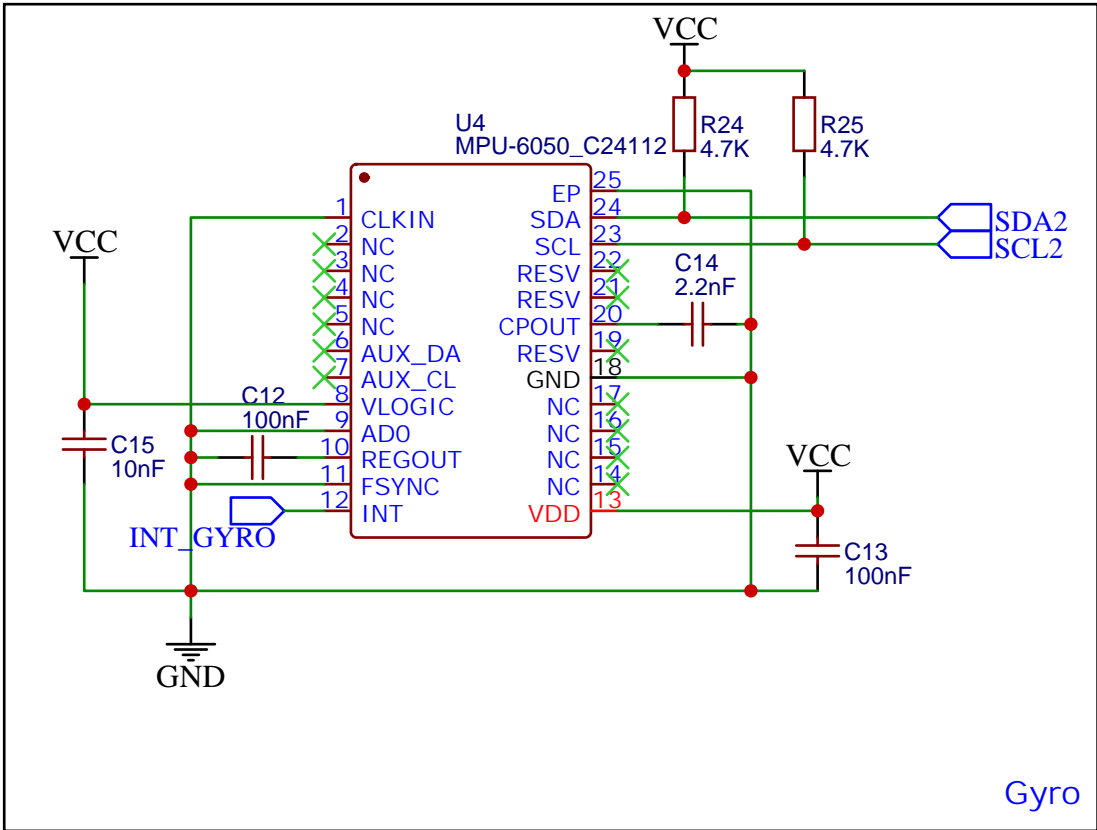 VCC
U4
MPU-6050_C24112
R24
4.7K
R25
4.7K
1 CLKIN
2 NC
3 NC
4 NC
5 NC
6 AUX_DA
7 AUX_CL
8 VLOGIC
9 AD0
10 REGOUT
11 FSYNC
12 INT
EP 25
SDA 24
SCL 23
RESV 22
RESV 21
CPOUT 20
RESV 19
GND 18
NC 17
NC 16
NC 15
NC 14
VDD 13
SDA2
SCL2
VCC
C14
2.2nF
C12
100nF
C15
10nF
INT_GYRO
VCC
C13
100nF
GND
Gyro